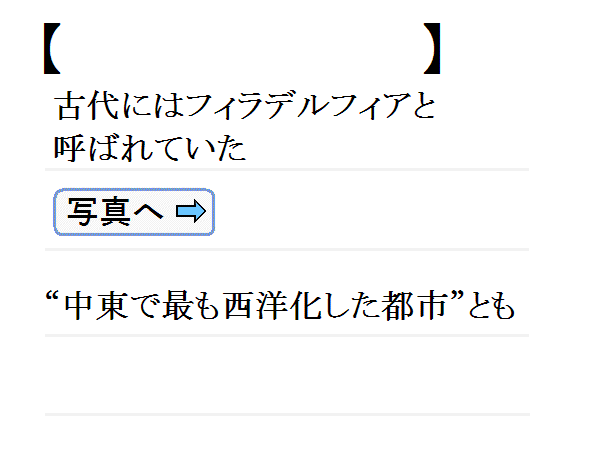 【　　　　　　　　　　】
古代にはフィラデルフィアと
呼ばれていた
写真へ ⇨
“中東で最も西洋化した都市”とも